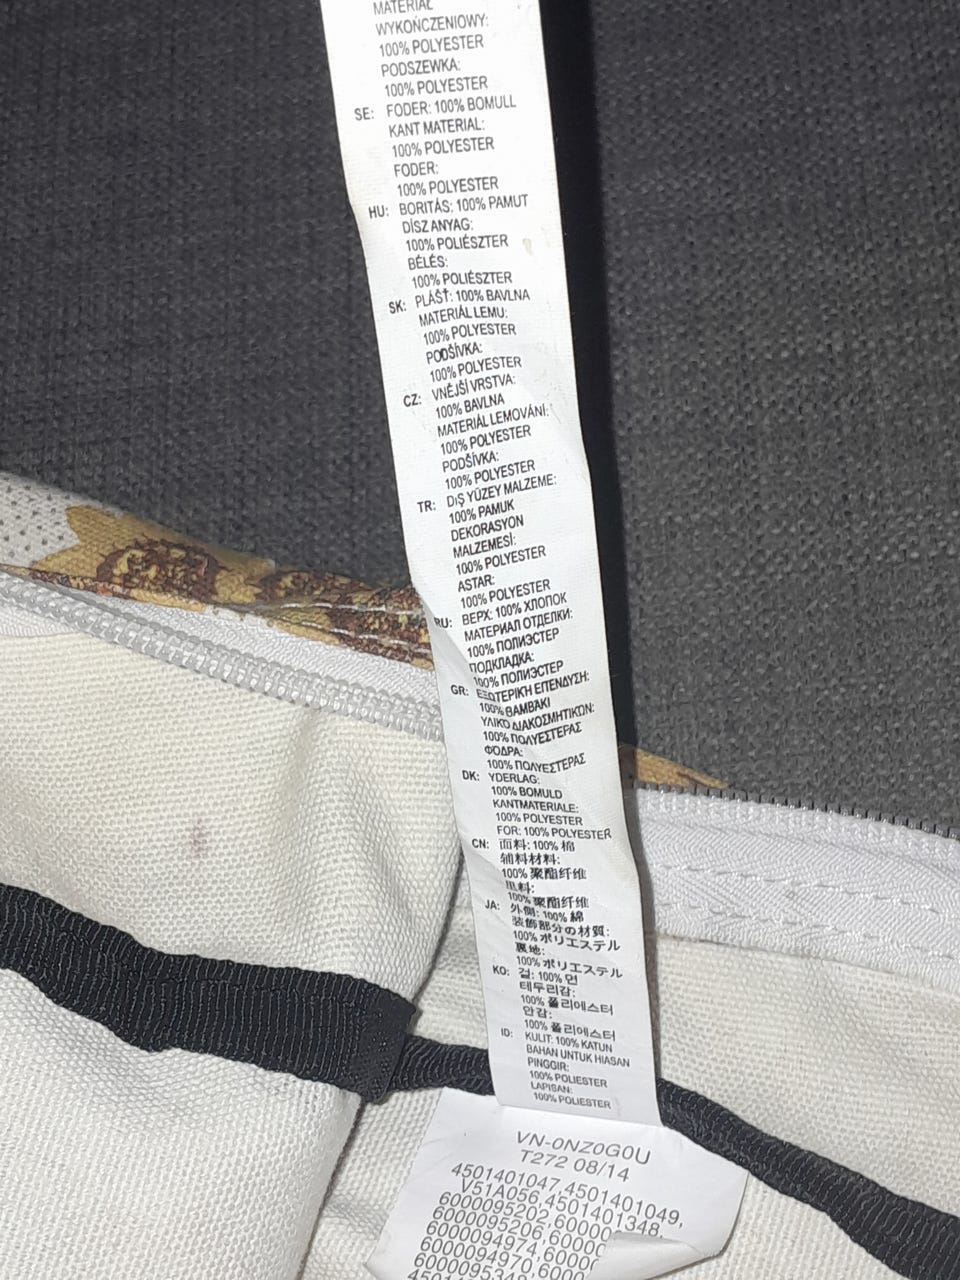 MATERIAŁ
WYKOŃCZENIOWY:
100% POLYESTER
PODSZEWKA:
100% POLYESTER
SE: FODER: 100% BOMULL
KANT MATERIAL:
100% POLYESTER
FODER:
100% POLYESTER
HU: BORITÁS: 100% PAMUT
DÍSZ ANYAG:
100% POLIÉSZTER
BÉLÉS:
100% POLIÉSZTER
SK: PLÁŠŤ: 100% BAVLNA
MATERIÁL LEMU:
100% POLYESTER
PODŠÍVKA:
100% POLYESTER
CZ: VNĚJŠÍ VRSTVA:
100% BAVLNA
MATERIÁL LEMOVÁNÍ:
100% POLYESTER
PODŠÍVKA:
100% POLYESTER
TR: DIŞ YÜZEY MALZEME:
100% PAMUK
DEKORASYON
MALZEMESİ:
100% POLYESTER
ASTAR:
100% POLYESTER
RU: ВЕРХ: 100% ХЛОПОК
МАТЕРИАЛ ОТДЕЛКИ:
100% ПОЛИЭСТЕР
ПОДКЛАДКА:
100% ПОЛИЭСТЕР
GR: ΕΞΩΤΕΡΙΚΗ ΕΠΕΝΔΥΣΗ:
100% ΒΑΜΒΑΚΙ
ΥΛΙΚΟ ΔΙΑΚΟΣΜΗΤΙΚΩΝ:
100% ΠΟΛΥΕΣΤΕΡΑΣ
ΦΟΔΡΑ:
100% ΠΟΛΥΕΣΤΕΡΑΣ
DK: YDERLAG:
100% BOMULD
KANTMATERIALE:
100% POLYESTER
FOR: 100% POLYESTER
CN: 面料: 100% 棉
辅料材料:
100% 聚酯纤维
里料:
100% 聚酯纤维
JA: 外側: 100% 綿
装飾部分の材質:
100% ポリエステル
裏地:
100% ポリエステル
KO: 겉: 100% 면
테두리감:
100% 폴리에스터
안감:
100% 폴리에스터
ID: KULIT: 100% KATUN
BAHAN UNTUK HIASAN
PINGGIR:
100% POLIESTER
LAPISAN:
100% POLIESTER
VN-0NZ0G0U
T272 08/14
4501401047,4501401049,
V51A056,4501401348,
6000095202,60000
6000095206,60000
6000094974,60000
6000094970,60000